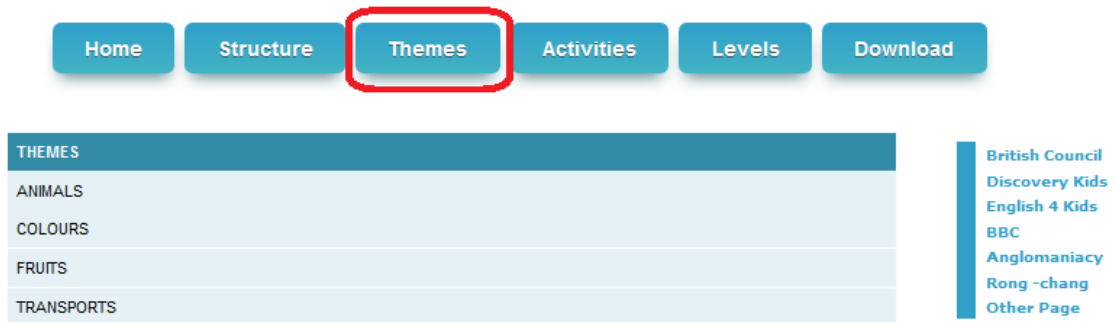 Home Structure Themes Activities Levels Download
THEMES
ANIMALS
COLOURS
FRUITS
TRANSPORTS
British Council
Discovery Kids
English 4 Kids
BBC
Anglomaniacy
Rong -chang
Other Page